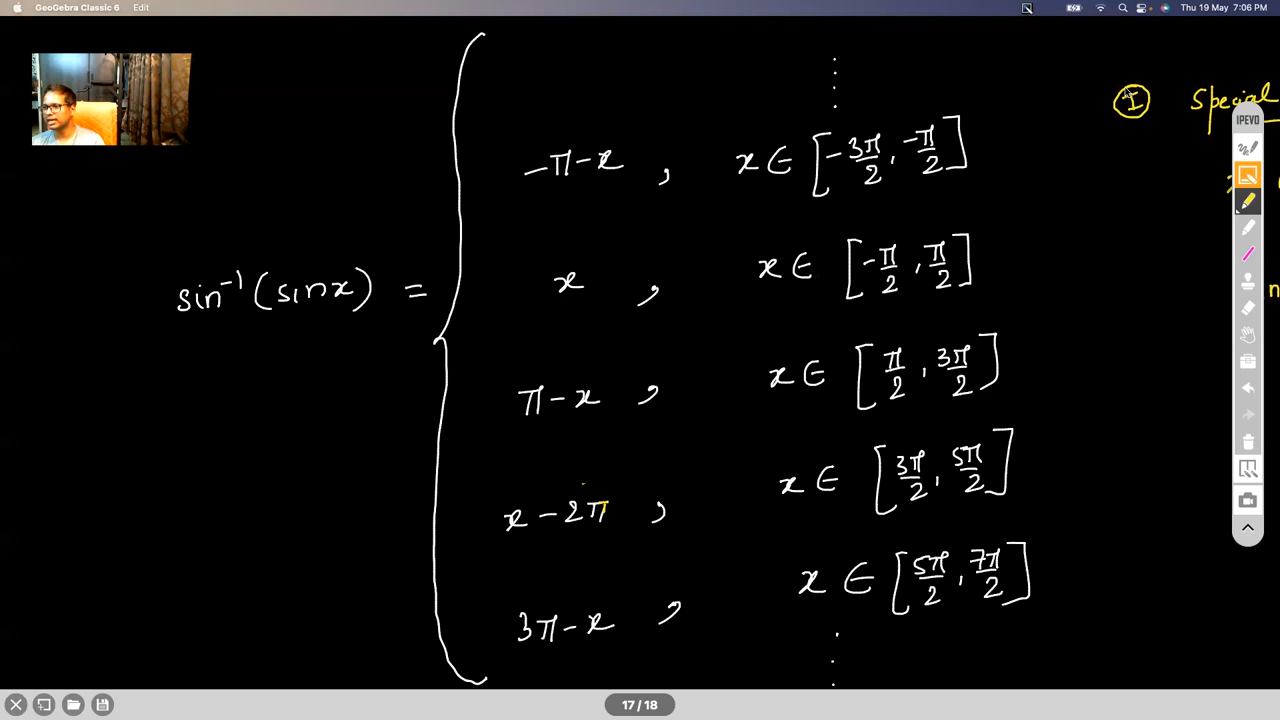 GeoGebra Classic 6 Edit Thu 19 May 7:06 PM
I Special
IPEVO
-π-x , x ∈ [-3π/2, -π/2]
x , x ∈ [-π/2, π/2]
sin⁻¹(sinx) =
n
π-x , x ∈ [π/2, 3π/2]
x-2π , x ∈ [3π/2, 5π/2]
3π-x , x ∈ [5π/2, 7π/2]
17 / 18